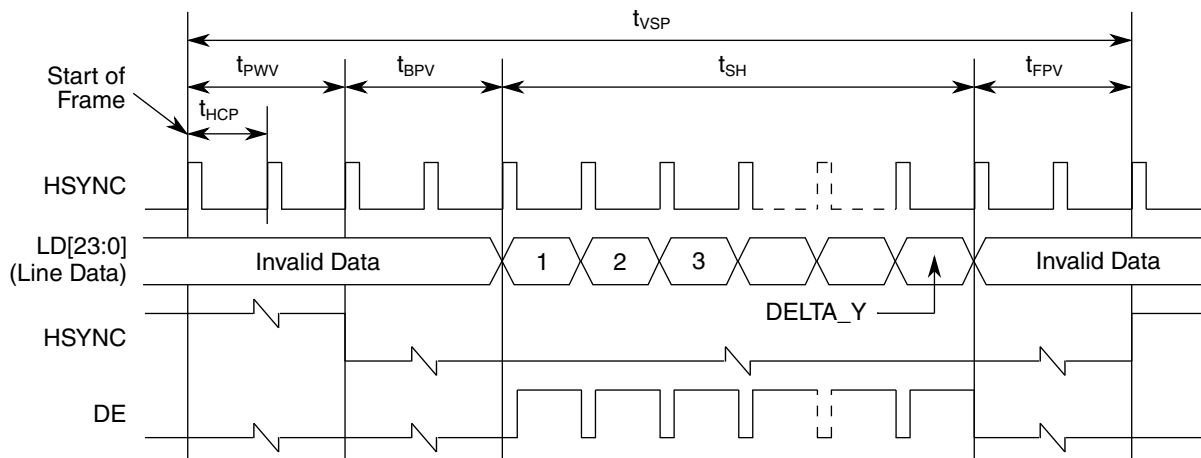 tVSP
tPWV
tBPV
tSH
tFPV
Start of
Frame
tHCP
HSYNC
LD[23:0]
(Line Data)
Invalid Data
1
2
3
Invalid Data
DELTA_Y
HSYNC
DE